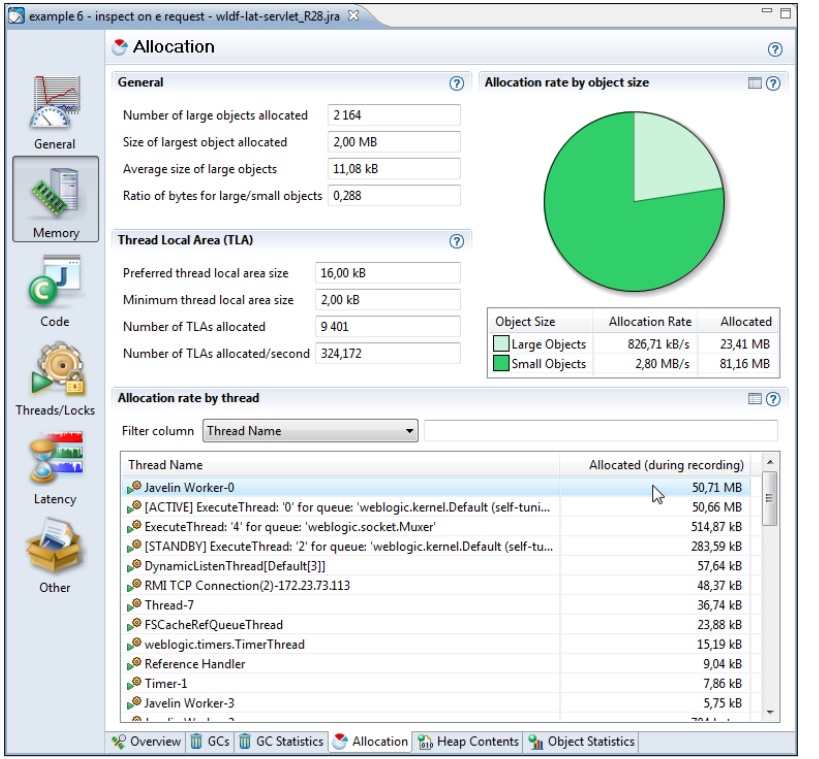 example 6 - inspect on e request - wldf-lat-servlet_R28.jra
Allocation
General
Number of large objects allocated 2 164
Size of largest object allocated 2,00 MB
Average size of large objects 11,08 kB
Ratio of bytes for large/small objects 0,288
Thread Local Area (TLA)
Preferred thread local area size 16,00 kB
Minimum thread local area size 2,00 kB
Number of TLAs allocated 9 401
Number of TLAs allocated/second 324,172
Allocation rate by object size
Object Size Allocation Rate Allocated
Large Objects 826,71 kB/s 23,41 MB
Small Objects 2,80 MB/s 81,16 MB
General
Memory
Code
Threads/Locks
Latency
Other
Allocation rate by thread
Filter column Thread Name
Thread Name Allocated (during recording)
Javelin Worker-0 50,71 MB
[ACTIVE] ExecuteThread: '0' for queue: 'weblogic.kernel.Default (self-tuni... 50,66 MB
ExecuteThread: '4' for queue: 'weblogic.socket.Muxer' 514,87 kB
[STANDBY] ExecuteThread: '2' for queue: 'weblogic.kernel.Default (self-tu... 283,59 kB
DynamicListenThread[Default[3]] 57,64 kB
RMI TCP Connection(2)-172.23.73.113 48,37 kB
Thread-7 36,74 kB
FSCacheRefQueueThread 23,88 kB
weblogic.timers.TimerThread 15,19 kB
Reference Handler 9,04 kB
Timer-1 7,86 kB
Javelin Worker-3 5,75 kB
Overview GCs GC Statistics Allocation Heap Contents Object Statistics